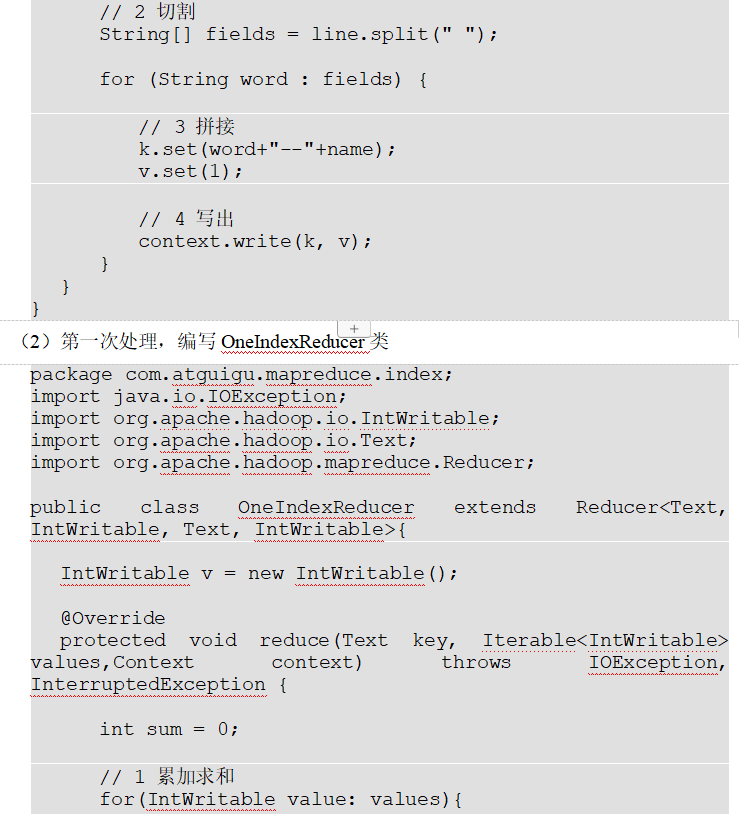 // 2 切割
String[] fields = line.split(" ");
for (String word : fields) {
// 3 拼接
k.set(word+"--"+name);
v.set(1);
// 4 写出
context.write(k, v);
}
}
}
+
（2）第一次处理，编写 OneIndexReducer 类
package com.atguigu.mapreduce.index;
import java.io.IOException;
import org.apache.hadoop.io.IntWritable;
import org.apache.hadoop.io.Text;
import org.apache.hadoop.mapreduce.Reducer;
public class OneIndexReducer extends Reducer<Text,
IntWritable, Text, IntWritable>{
IntWritable v = new IntWritable();
@Override
protected void reduce(Text key, Iterable<IntWritable>
values,Context context) throws IOException,
InterruptedException {
int sum = 0;
// 1 累加求和
for(IntWritable value: values){